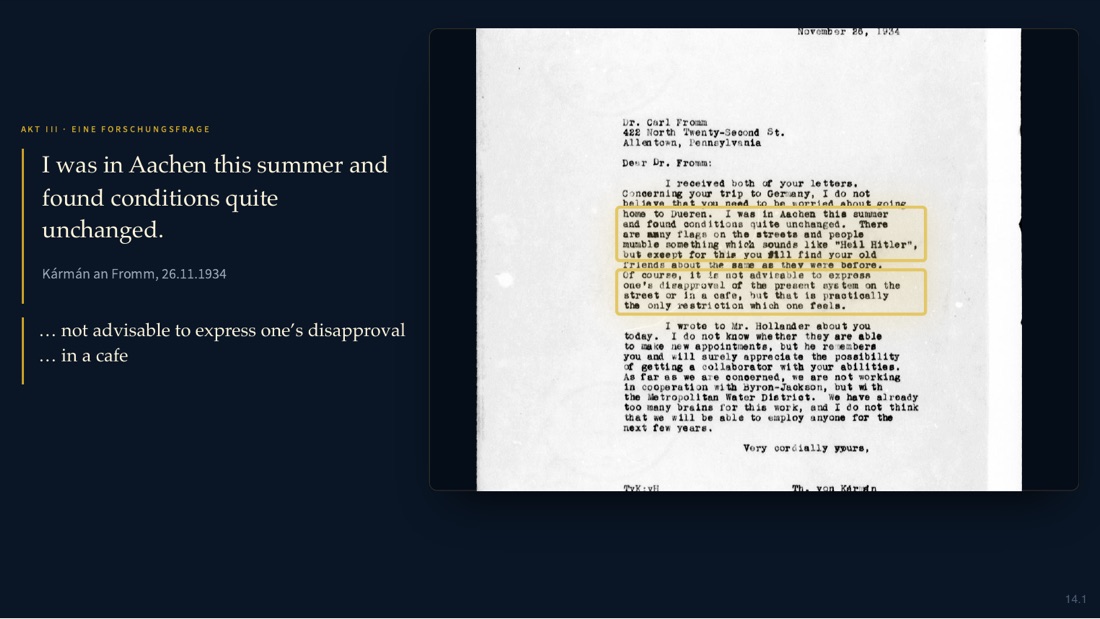 AKT III · EINE FORSCHUNGSFRAGE
I was in Aachen this summer and
found conditions quite
unchanged.
Kármán an Fromm, 26.11.1934
… not advisable to express one’s disapproval
… in a cafe
November 26, 1934
Dr. Carl Fromm
422 North Twenty-Second St.
Allentown, Pennsylvania
Dear Dr. Fromm:
I received both of your letters.
Concerning your trip to Germany, I do not
believe that you need to be worried about going
home to Dueren. I was in Aachen this summer
and found conditions quite unchanged. There
are many flags on the streets and people
mumble something which sounds like "Heil Hitler",
but except for this you will find your old
friends about the same as they were before.
Of course, it is not advisable to express
one's disapproval of the present system on the
street or in a cafe, but that is practically
the only restriction which one feels.
I wrote to Mr. Hollander about you
today. I do not know whether they are able
to make new appointments, but he remembers
you and will surely appreciate the possibility
of getting a collaborator with your abilities.
As far as we are concerned, we are not working
in cooperation with Byron-Jackson, but with
the Metropolitan Water District. We have already
too many brains for this work, and I do not think
that we will be able to employ anyone for the
next few years.
Very cordially yours,
TvK:vH Th. von Kármán
14.1